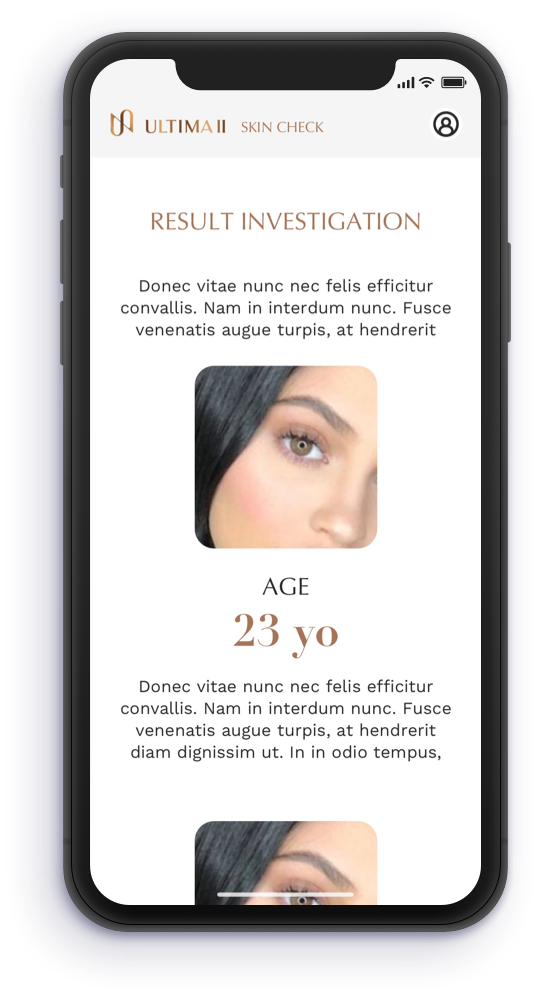 ULTIMA II SKIN CHECK
RESULT INVESTIGATION
Donec vitae nunc nec felis efficitur
convallis. Nam in interdum nunc. Fusce
venenatis augue turpis, at hendrerit
AGE
23 yo
Donec vitae nunc nec felis efficitur
convallis. Nam in interdum nunc. Fusce
venenatis augue turpis, at hendrerit
diam dignissim ut. In in odio tempus,